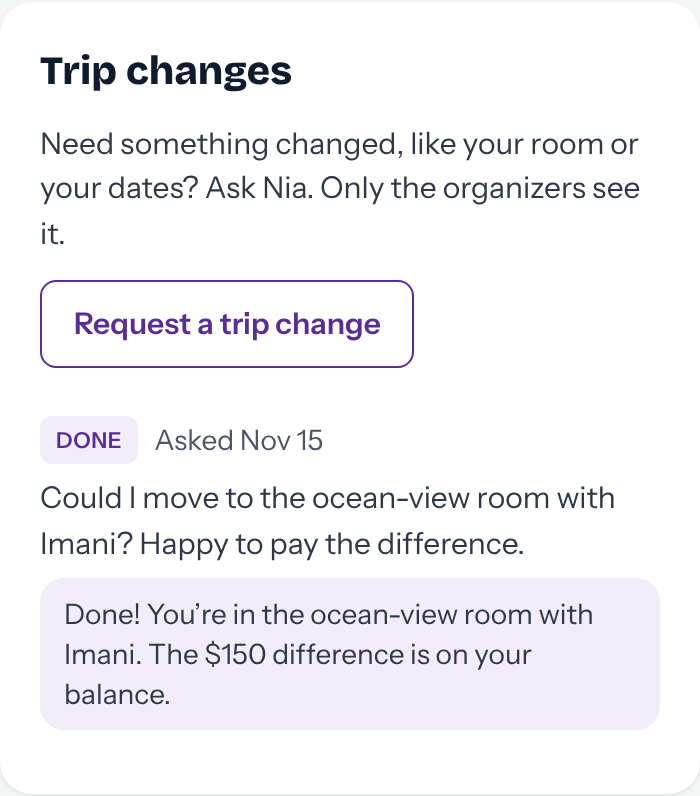 Trip changes
Need something changed, like your room or
your dates? Ask Nia. Only the organizers see
it.
Request a trip change
DONE Asked Nov 15
Could I move to the ocean-view room with
Imani? Happy to pay the difference.
Done! You’re in the ocean-view room with
Imani. The $150 difference is on your
balance.